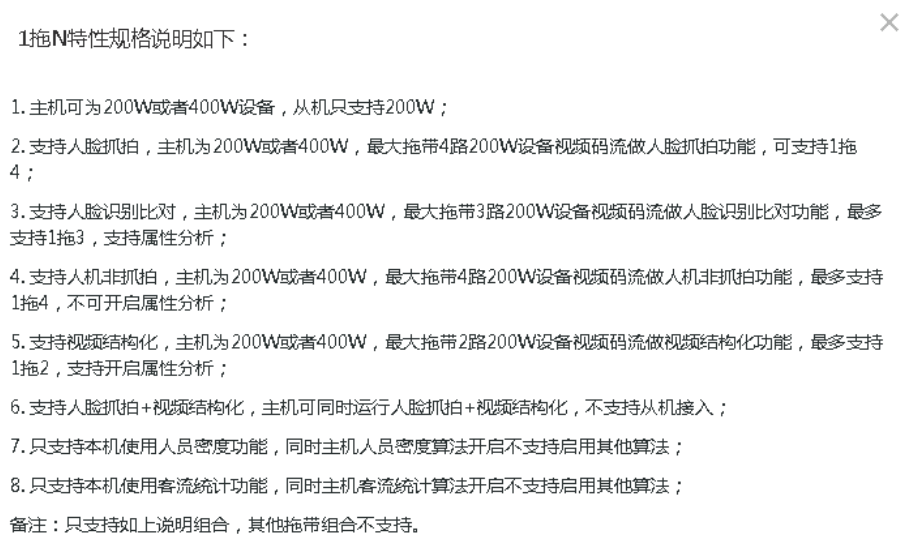 1拖N特性规格说明如下：
1. 主机可为200W或者400W设备，从机只支持200W；
2. 支持人脸抓拍，主机为200W或者400W，最大拖带4路200W设备视频码流做人脸抓拍功能，可支持1拖
4；
3. 支持人脸识别比对，主机为200W或者400W，最大拖带3路200W设备视频码流做人脸识别比对功能，最多
支持1拖3，支持属性分析；
4. 支持人机非抓拍，主机为200W或者400W，最大拖带4路200W设备视频码流做人机非抓拍功能，最多支持
1拖4，不可开启属性分析；
5. 支持视频结构化，主机为200W或者400W，最大拖带2路200W设备视频码流做视频结构化功能，最多支持
1拖2，支持开启属性分析；
6. 支持人脸抓拍+视频结构化，主机可同时运行人脸抓拍+视频结构化，不支持从机接入；
7. 只支持本机使用人员密度功能，同时主机人员密度算法开启不支持启用其他算法；
8. 只支持本机使用客流统计功能，同时主机客流统计算法开启不支持启用其他算法；
备注：只支持如上说明组合，其他拖带组合不支持。